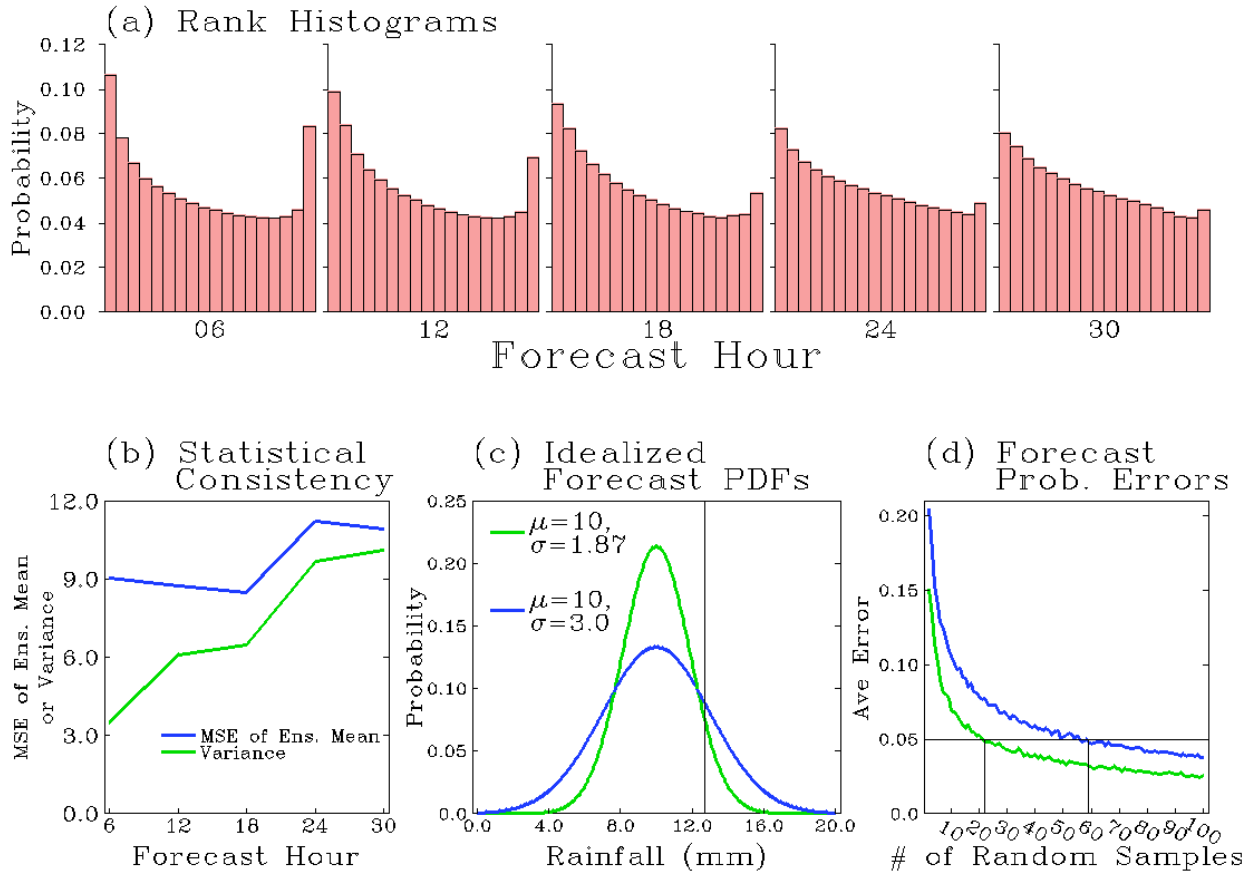 (a) Rank Histograms
Probability
0.12
0.10
0.08
0.06
0.04
0.02
0.00
06
12
18
24
30
Forecast Hour
(b) Statistical
Consistency
MSE of Ens. Mean
or Variance
12.0
9.0
6.0
3.0
0.0
MSE of Ens. Mean
Variance
6
12
18
24
30
Forecast Hour
(c) Idealized
Forecast PDFs
Probability
0.25
0.20
0.15
0.10
0.05
0.00
μ=10,
σ=1.87
μ=10,
σ=3.0
0.0
4.0
8.0
12.0
16.0
20.0
Rainfall (mm)
(d) Forecast
Prob. Errors
Ave Error
0.20
0.15
0.10
0.05
0.0
10
20
30
40
50
60
70
80
90
100
# of Random Samples